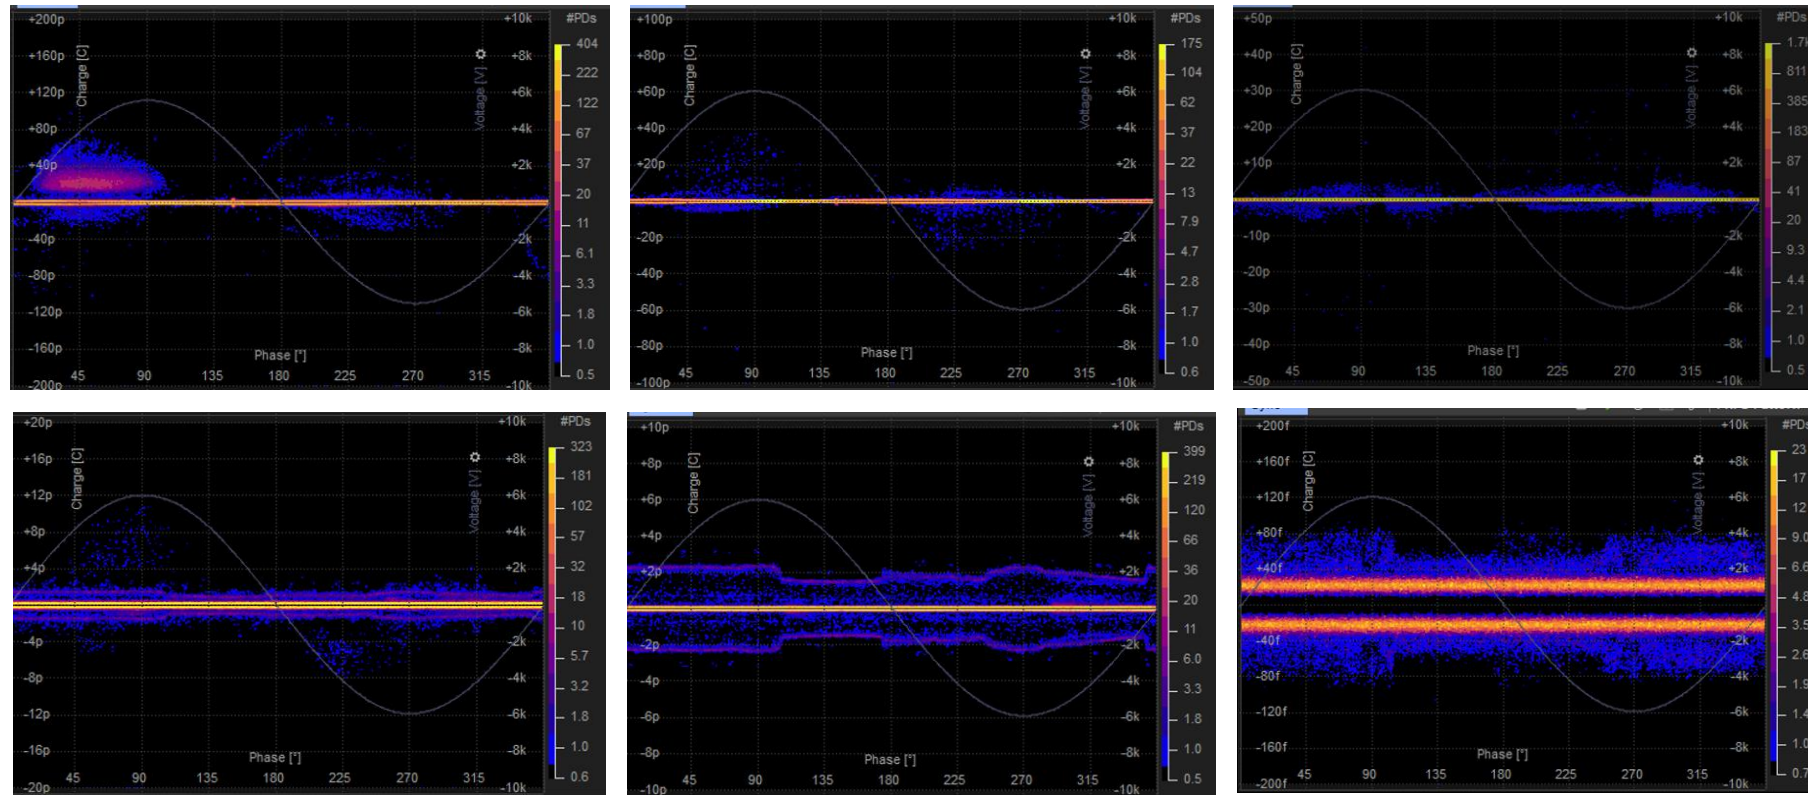 +200p +10k #PDs
+160p +8k 404
Charge [C] Voltage [V]
222
+120p +6k 122
+80p +4k 67
+40p +2k 37
20
11
-40p -2k 6.1
-80p -4k 3.3
-120p -6k 1.8
-160p -8k 1.0
Phase [°]
45 90 135 180 225 270 315 0.5
-200p -10k
+100p +10k #PDs
+80p +8k 175
Charge [C] Voltage [V]
104
+60p +6k 62
+40p +4k 37
+20p +2k 22
13
7.9
-20p -2k 4.7
-40p -4k 2.8
-60p -6k 1.7
-80p -8k 1.0
Phase [°]
45 90 135 180 225 270 315 0.6
-100p -10k
+50p +10k #PDs
+40p +8k 1.7k
Charge [C] Voltage [V]
811
+30p +6k 385
+20p +4k 183
+10p +2k 87
41
20
-10p -2k 9.3
-20p -4k 4.4
-30p -6k 2.1
-40p -8k 1.0
Phase [°]
45 90 135 180 225 270 315 0.5
-50p -10k
+20p +10k #PDs
+16p +8k 323
Charge [C] Voltage [V]
181
+12p +6k 102
+8p +4k 57
+4p +2k 32
18
10
-4p -2k 5.7
-8p -4k 3.2
-12p -6k 1.8
-16p -8k 1.0
Phase [°]
45 90 135 180 225 270 315 0.6
-20p -10k
+10p +10k #PDs
+8p +8k 399
Charge [C] Voltage [V]
219
+6p +6k 120
+4p +4k 66
+2p +2k 36
20
11
-2p -2k 6.0
-4p -4k 3.3
-6p -6k 1.8
-8p -8k 1.0
Phase [°]
45 90 135 180 225 270 315 0.5
-10p -10k
+200f +10k #PDs
+160f +8k 23
Charge [C] Voltage [V]
17
+120f +6k 12
+80f +4k 9.0
+40f +2k 6.6
4.8
3.5
-40f -2k 2.6
-80f -4k 1.9
-120f -6k 1.4
-160f -8k 1.0
Phase [°]
45 90 135 180 225 270 315 0.7
-200f -10k